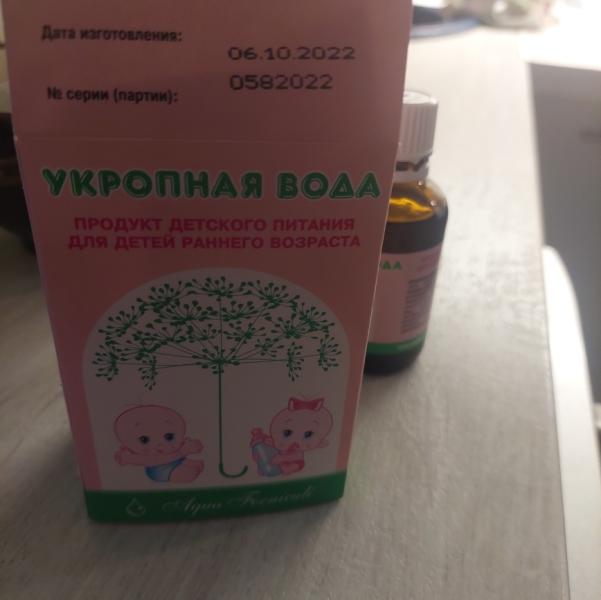 Дата изготовления:
06.10.2022
№ серии (партии):
0582022
УКРОПНАЯ ВОДА
ПРОДУКТ ДЕТСКОГО ПИТАНИЯ
ДЛЯ ДЕТЕЙ РАННЕГО ВОЗРАСТА
Aqua Foeniculi